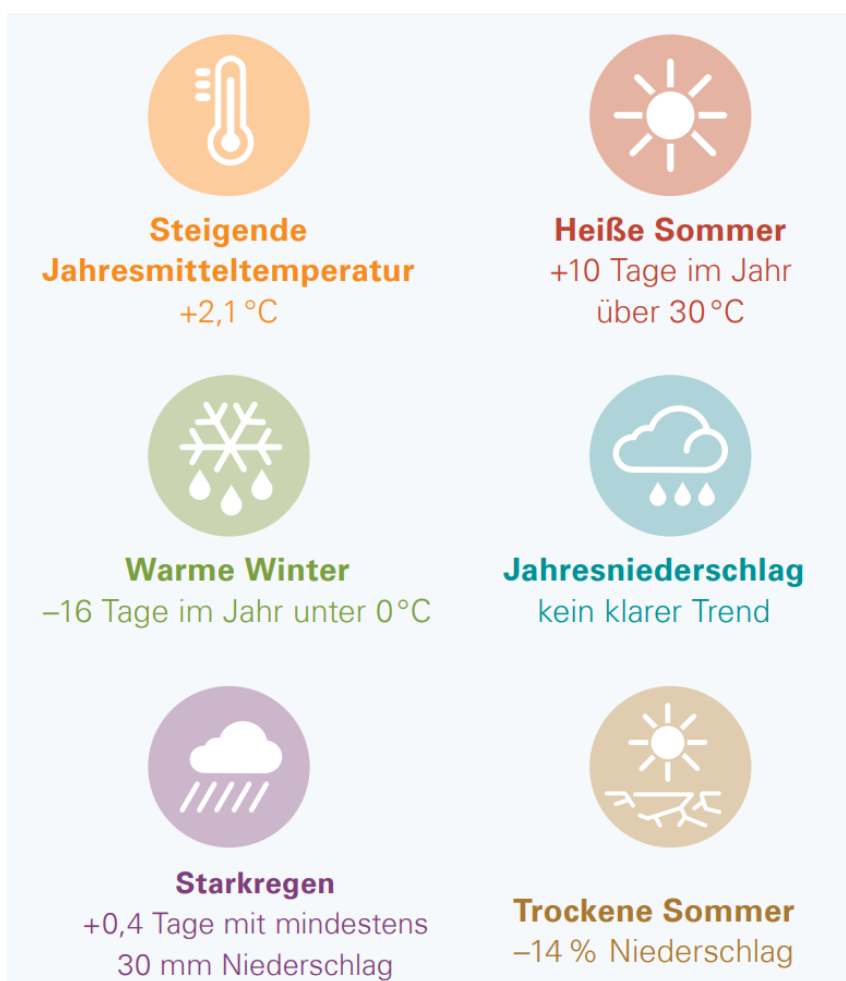 Steigende
Jahresmitteltemperatur
+2,1 °C
Heiße Sommer
+10 Tage im Jahr
über 30 °C
Warme Winter
–16 Tage im Jahr unter 0 °C
Jahresniederschlag
kein klarer Trend
Starkregen
+0,4 Tage mit mindestens
30 mm Niederschlag
Trockene Sommer
–14 % Niederschlag